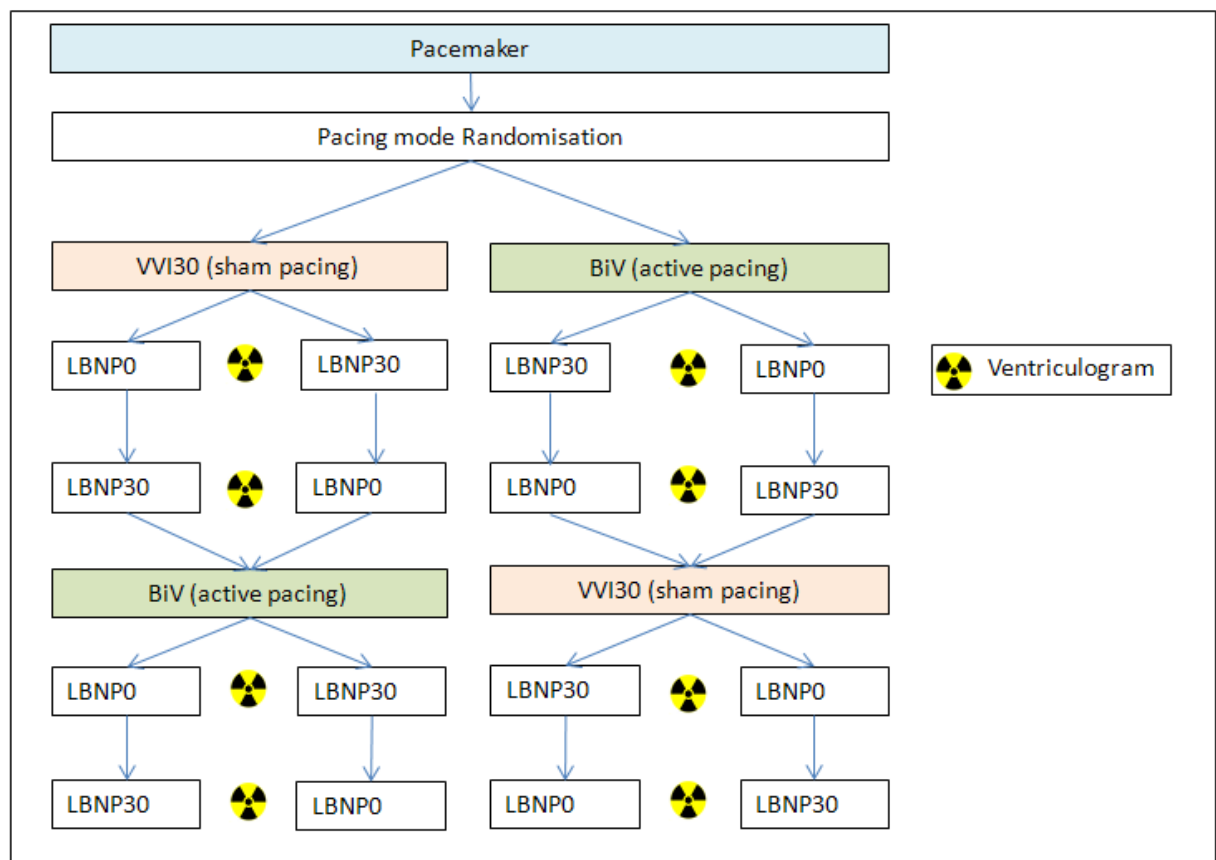 Pacemaker
Pacing mode Randomisation
VVI30 (sham pacing)
BiV (active pacing)
LBNP0
LBNP30
LBNP30
LBNP0
Ventriculogram
LBNP30
LBNP0
LBNP0
LBNP30
BiV (active pacing)
VVI30 (sham pacing)
LBNP0
LBNP30
LBNP30
LBNP0
LBNP30
LBNP0
LBNP0
LBNP30